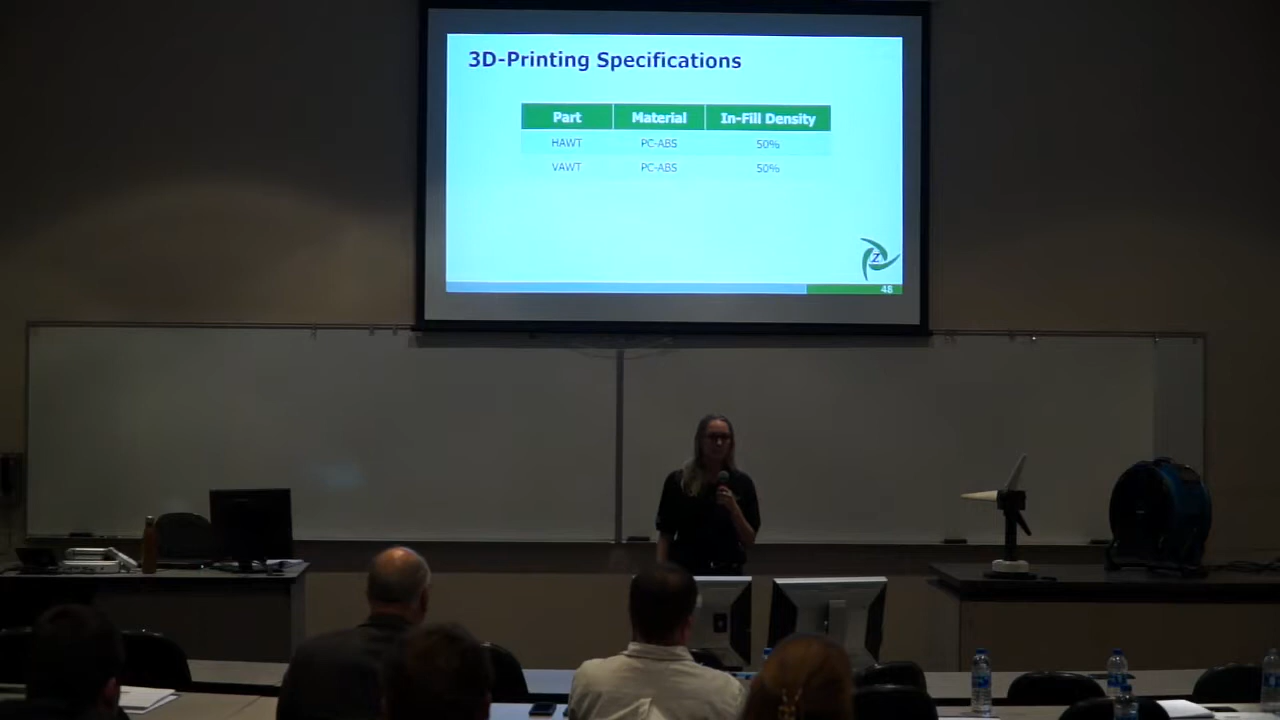 3D-Printing Specifications
Part Material In-Fill Density
HAWT PC-ABS 50%
VAWT PC-ABS 50%
Z
48